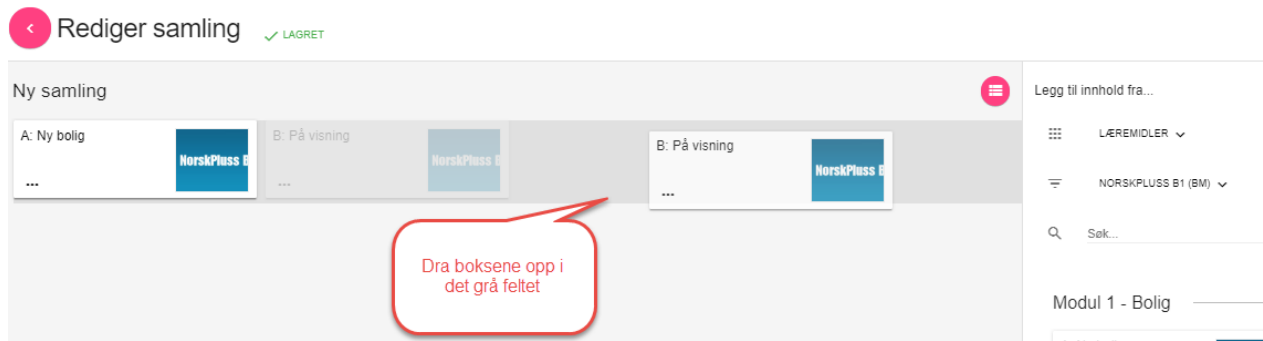 Rediger samling
LAGRET
Ny samling
Legg til innhold fra...
A: Ny bolig
NorskPluss B
...
B: På visning
NorskPluss B
...
B: På visning
NorskPluss B
...
LÆREMIDLER
NORSKPLUSS B1 (BM)
Søk...
Dra boksene opp i
det grå feltet
Modul 1 - Bolig